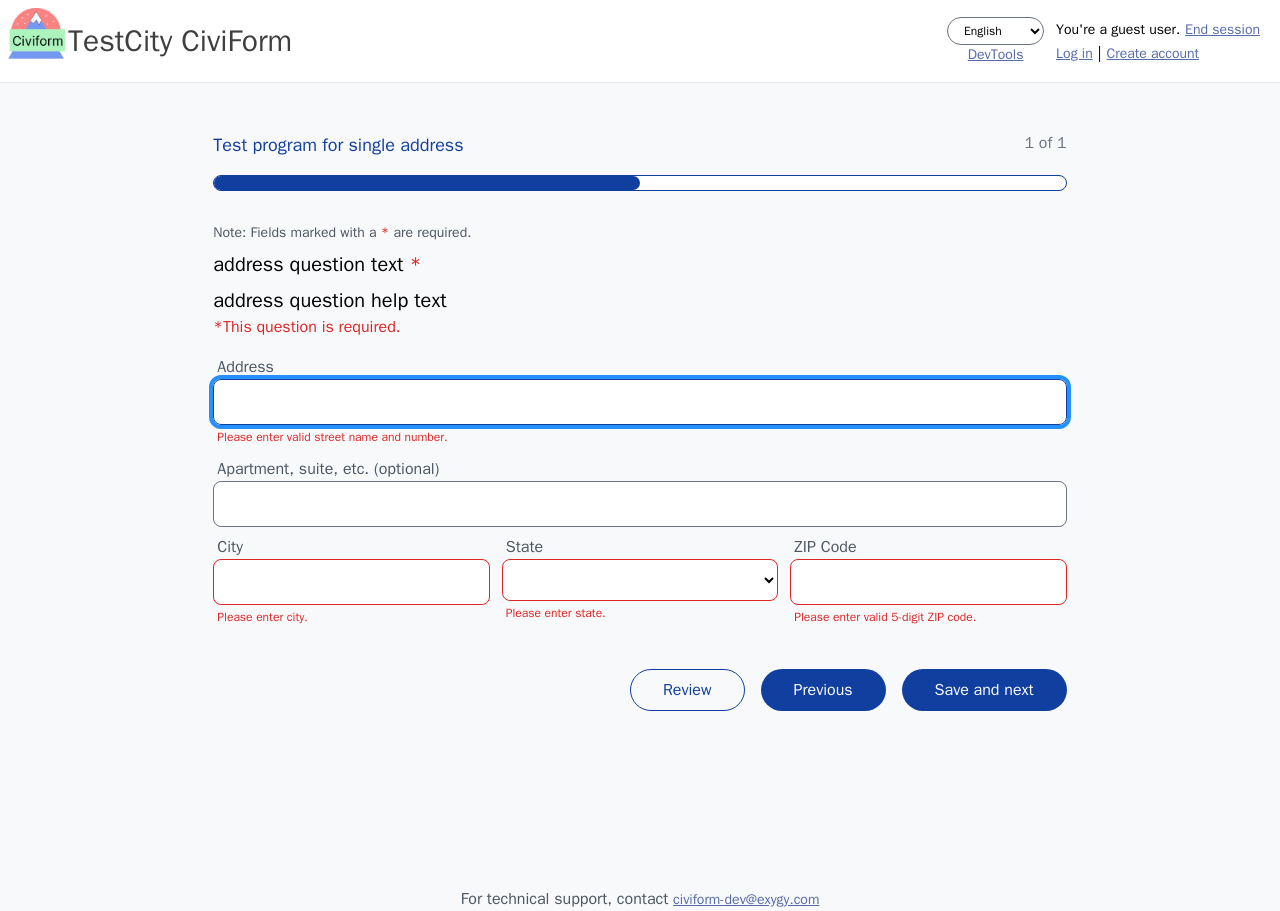 Civiform
TestCity CiviForm
English
DevTools
You're a guest user. End session
Log in | Create account
Test program for single address
1 of 1
Note: Fields marked with a * are required.
address question text *
address question help text
*This question is required.
Address
Please enter valid street name and number.
Apartment, suite, etc. (optional)
City State ZIP Code
Please enter city. Please enter state. Please enter valid 5-digit ZIP code.
Review Previous Save and next
For technical support, contact civiform-dev@exygy.com